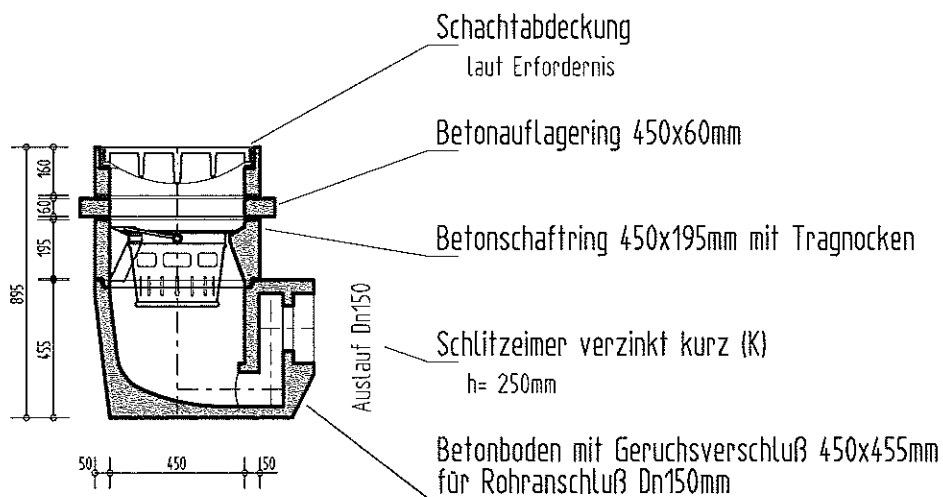 Schachtabdeckung
laut Erfordernis
Betonauflagering 450x60mm
Betonschaftring 450x195mm mit Tragnocken
Schlitzeimer verzinkt kurz (K)
h= 250mm
Betonboden mit Geruchsverschluß 450x455mm
für Rohranschluß Dn150mm
Auslauf Dn150
160
60
195
895
455
50
450
150